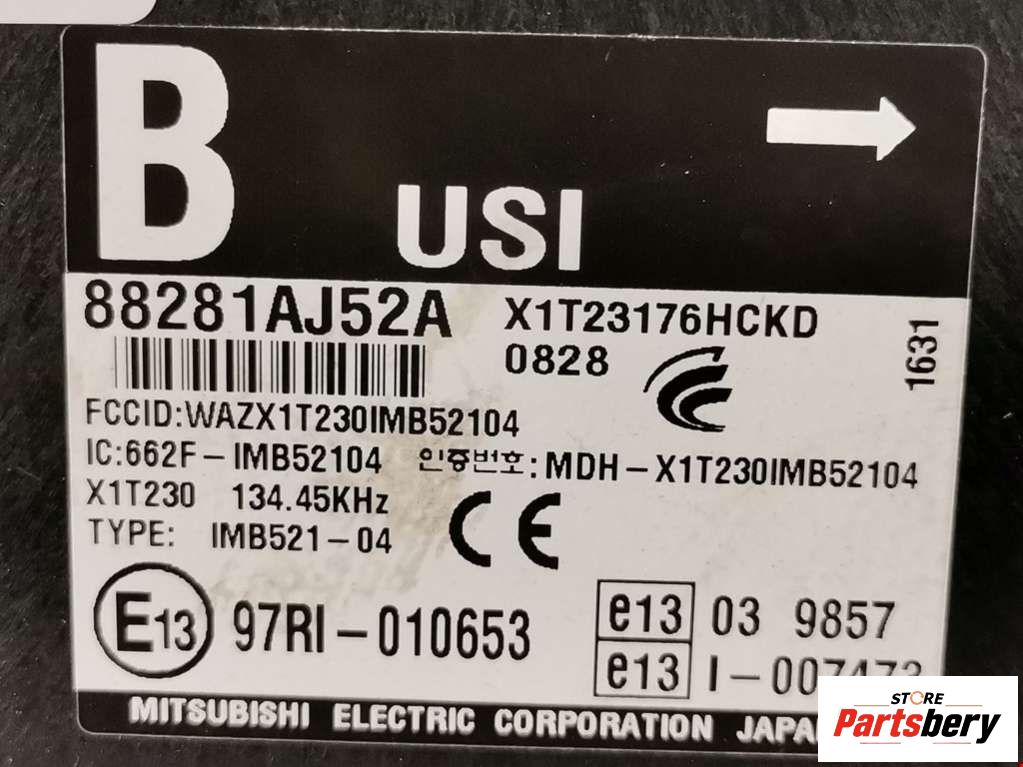 B
USI
88281AJ52A X1T23176HCKD
0828
1631
FCCID:WAZX1T230IMB52104
IC:662F-IMB52104 인증번호:MDH-X1T230IMB52104
X1T230 134.45KHz
TYPE: IMB521-04 CE
E13 97RI-010653
e13 03 9857
e13
MITSUBISHI ELECTRIC CORPORATION
STORE
Partsbery